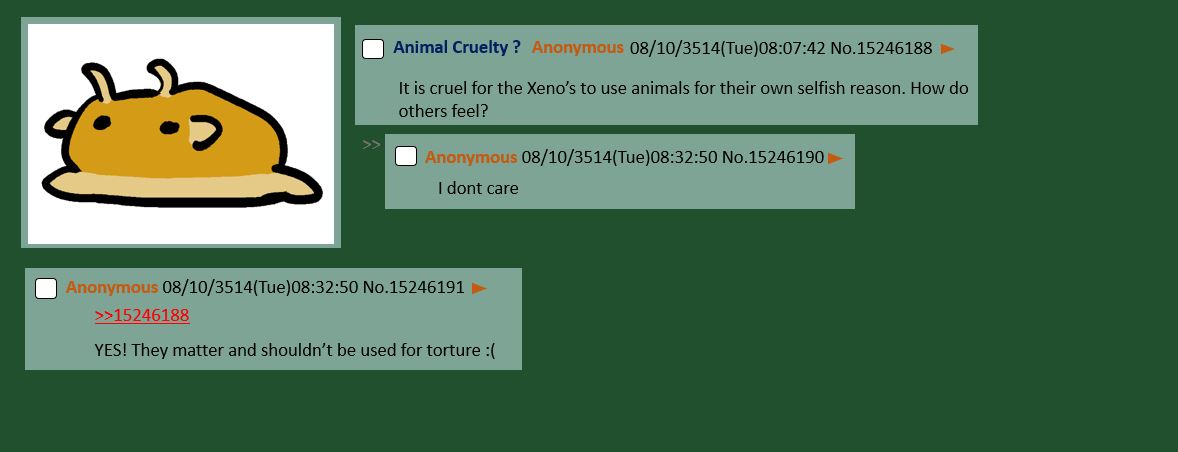 Animal Cruelty ? Anonymous 08/10/3514(Tue)08:07:42 No.15246188 ►
It is cruel for the Xeno’s to use animals for their own selfish reason. How do
others feel?
>> Anonymous 08/10/3514(Tue)08:32:50 No.15246190 ►
I dont care
Anonymous 08/10/3514(Tue)08:32:50 No.15246191 ►
>>15246188
YES! They matter and shouldn’t be used for torture :(